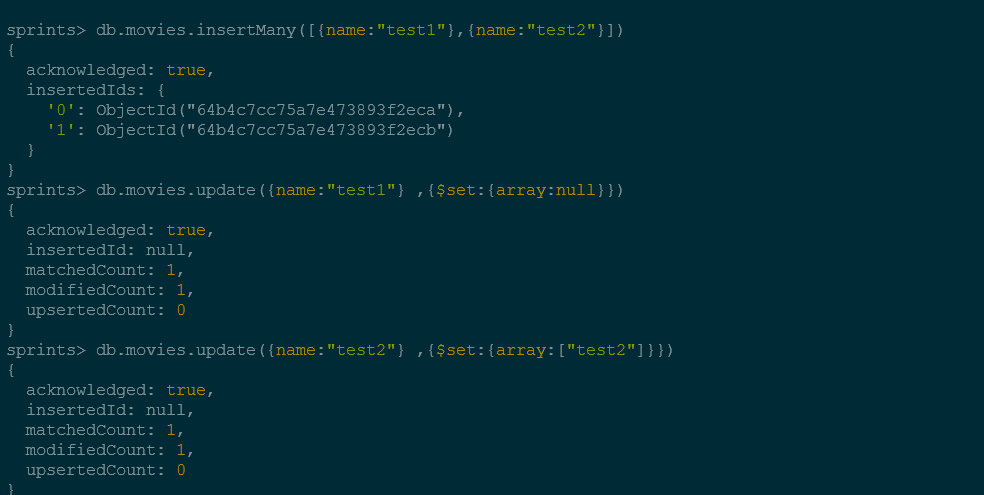 sprints> db.movies.insertMany([{name:"test1"},{name:"test2"}])
{
  acknowledged: true,
  insertedIds: {
    '0': ObjectId("64b4c7cc75a7e473893f2eca"),
    '1': ObjectId("64b4c7cc75a7e473893f2ecb")
  }
}
sprints> db.movies.update({name:"test1"} ,{$set:{array:null}})
{
  acknowledged: true,
  insertedId: null,
  matchedCount: 1,
  modifiedCount: 1,
  upsertedCount: 0
}
sprints> db.movies.update({name:"test2"} ,{$set:{array:["test2"]}})
{
  acknowledged: true,
  insertedId: null,
  matchedCount: 1,
  modifiedCount: 1,
  upsertedCount: 0
}